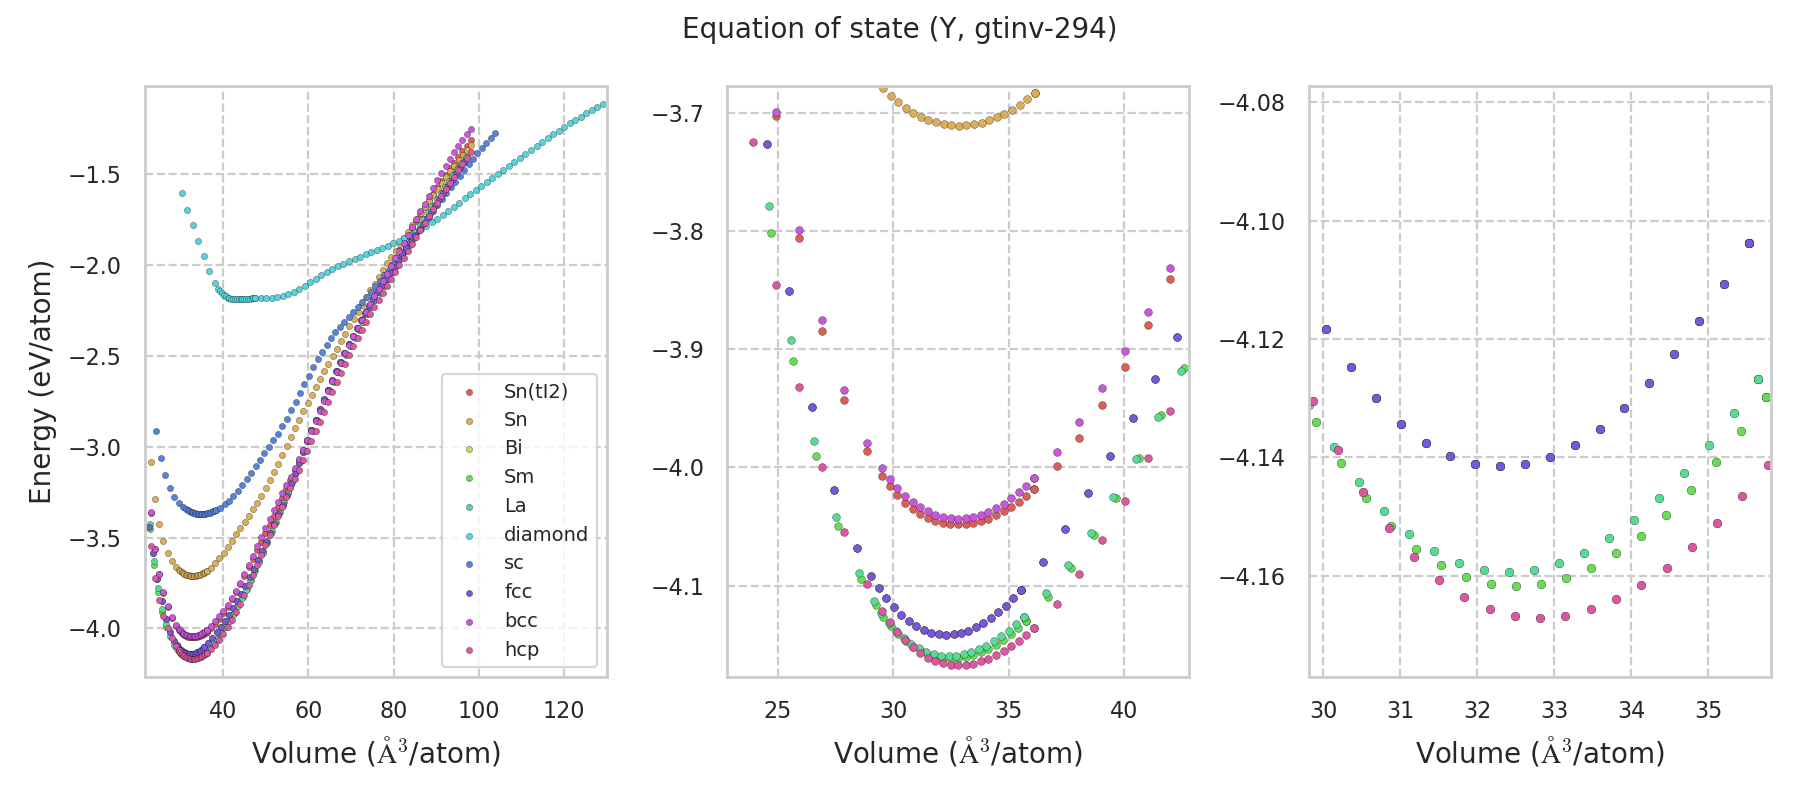 Equation of state (Y, gtinv-294)
Energy (eV/atom)
−1.5
−2.0
−2.5
−3.0
−3.5
−4.0
40 60 80 100 120
Volume (Å³/atom)
Sn(tI2)
Sn
Bi
Sm
La
diamond
sc
fcc
bcc
hcp
−3.7
−3.8
−3.9
−4.0
−4.1
25 30 35 40
Volume (Å³/atom)
−4.08
−4.10
−4.12
−4.14
−4.16
30 31 32 33 34 35
Volume (Å³/atom)